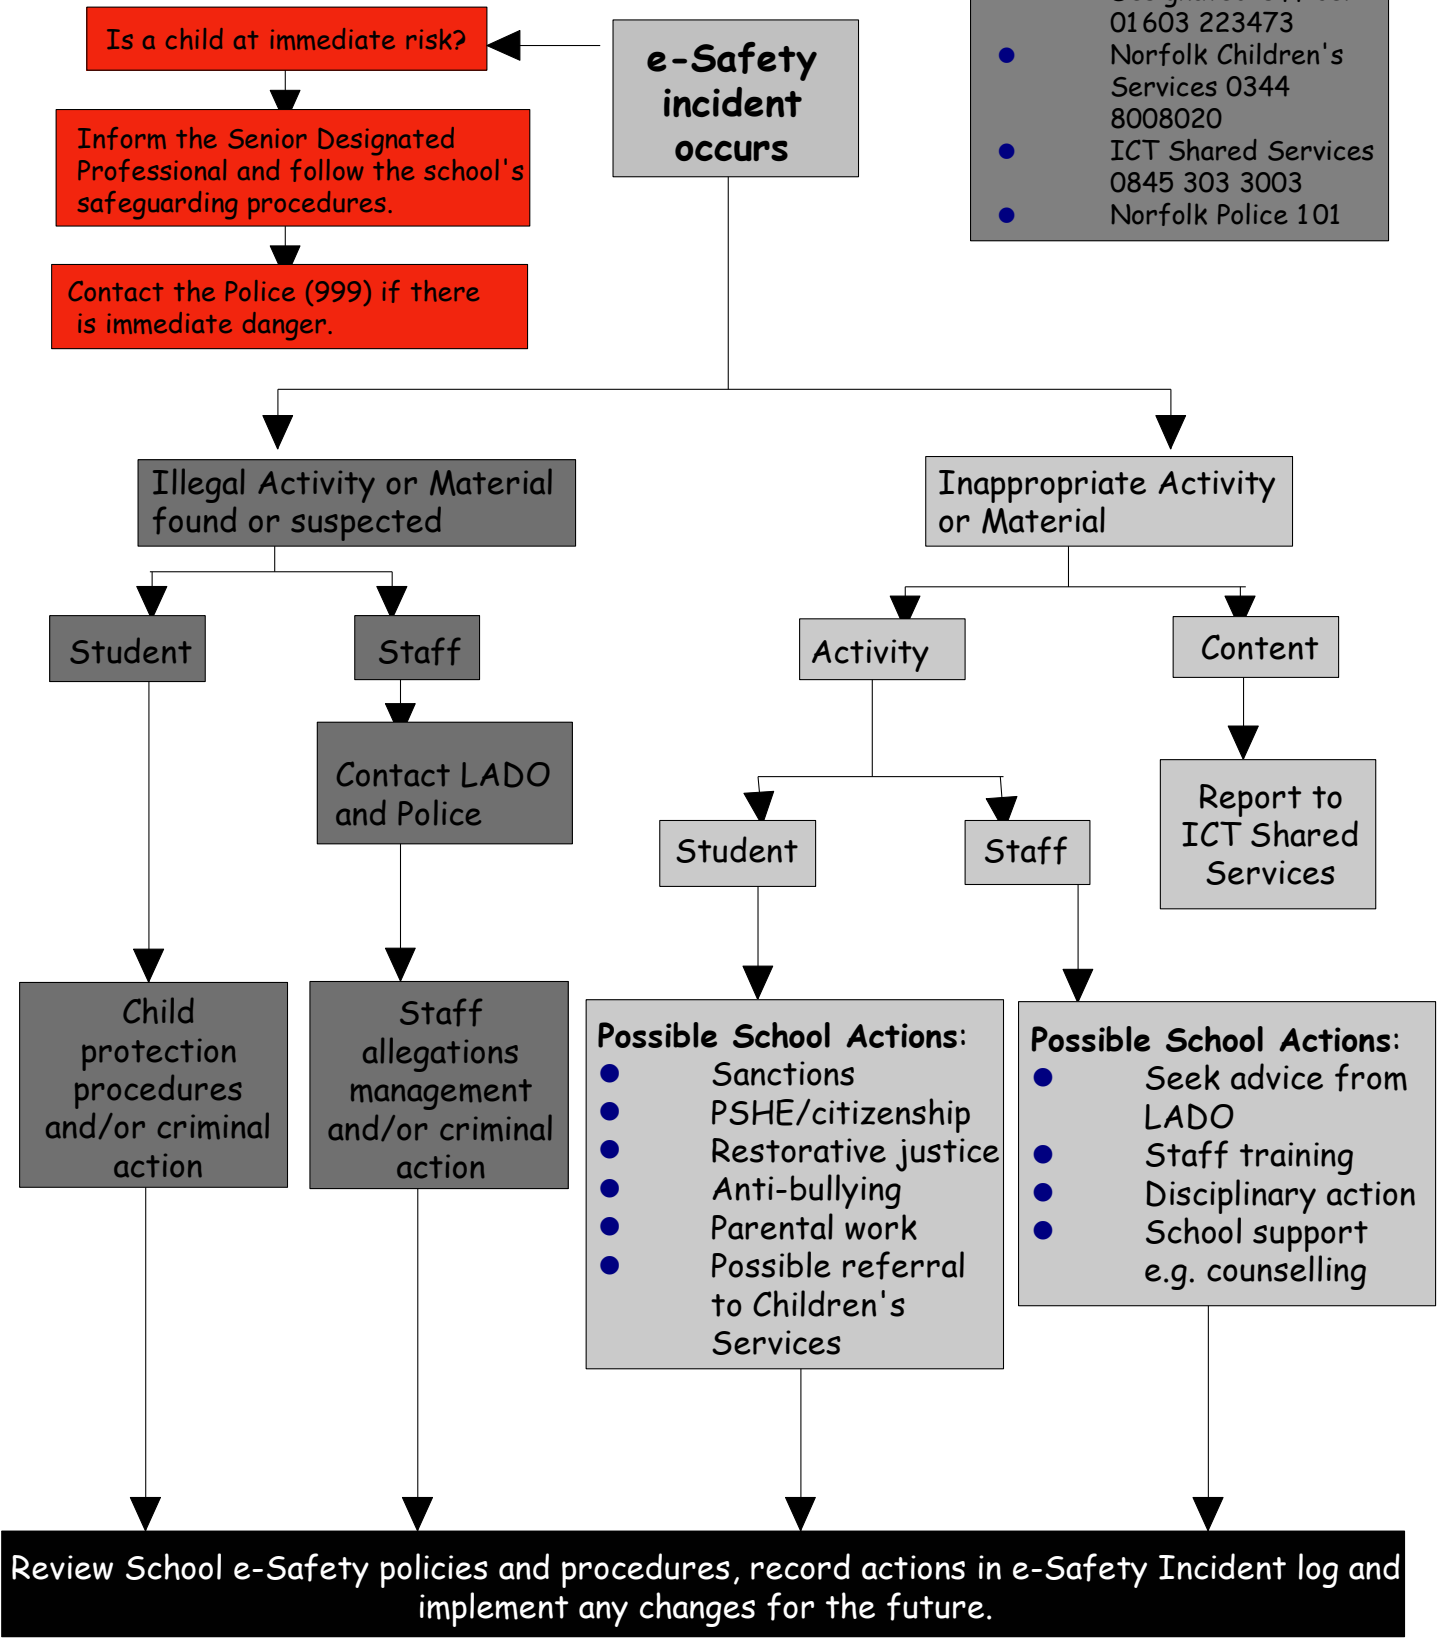 01603 223473
● Norfolk Children's
Services 0344
8008020
● ICT Shared Services
0845 303 3003
● Norfolk Police 101
Is a child at immediate risk?
e-Safety
incident
occurs
Inform the Senior Designated
Professional and follow the school's
safeguarding procedures.
Contact the Police (999) if there
is immediate danger.
Illegal Activity or Material
found or suspected
Inappropriate Activity
or Material
Student
Staff
Activity
Content
Contact LADO
and Police
Student
Staff
Report to
ICT Shared
Services
Child
protection
procedures
and/or criminal
action
Staff
allegations
management
and/or criminal
action
Possible School Actions:
● Sanctions
● PSHE/citizenship
● Restorative justice
● Anti-bullying
● Parental work
● Possible referral
to Children's
Services
Possible School Actions:
● Seek advice from
LADO
● Staff training
● Disciplinary action
● School support
e.g. counselling
Review School e-Safety policies and procedures, record actions in e-Safety Incident log and
implement any changes for the future.